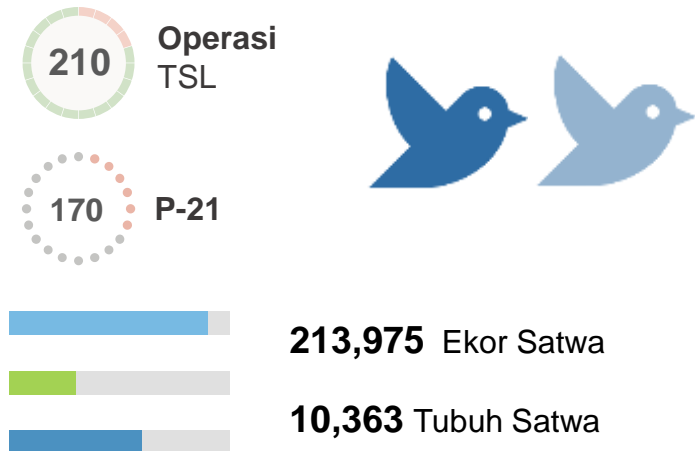 210
Operasi
TSL
170
P-21
213,975 Ekor Satwa
10,363 Tubuh Satwa